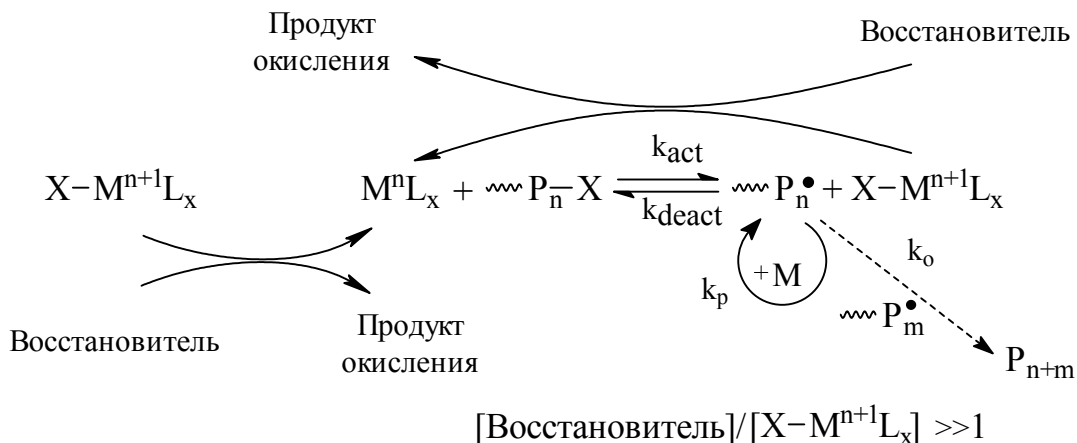 Продукт
окисления
Восстановитель
k_act
X–M^{n+1}L_x
M^nL_x + P_n–X
P_n^• + X–M^{n+1}L_x
k_deact
k_o
+M
k_p
P_m^•
Восстановитель
Продукт
окисления
P_{n+m}
[Восстановитель]/[X–M^{n+1}L_x] >>1